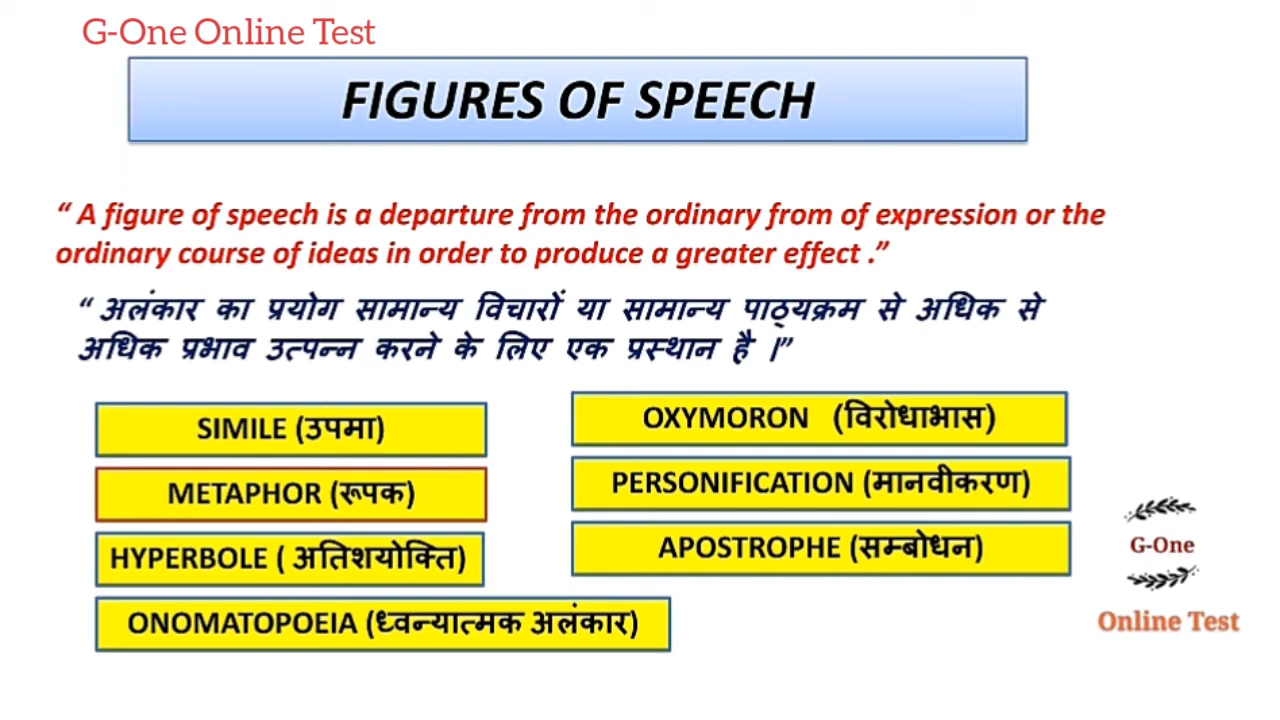 G-One Online Test
FIGURES OF SPEECH
“ A figure of speech is a departure from the ordinary from of expression or the
ordinary course of ideas in order to produce a greater effect .”
“ अलंकार का प्रयोग सामान्य विचारों या सामान्य पाठ्यक्रम से अधिक से
अधिक प्रभाव उत्पन्न करने के लिए एक प्रस्थान है ।”
SIMILE (उपमा)
METAPHOR (रूपक)
HYPERBOLE ( अतिशयोक्ति)
ONOMATOPOEIA (ध्वन्यात्मक अलंकार)
OXYMORON (विरोधाभास)
PERSONIFICATION (मानवीकरण)
APOSTROPHE (सम्बोधन)
G-One
Online Test